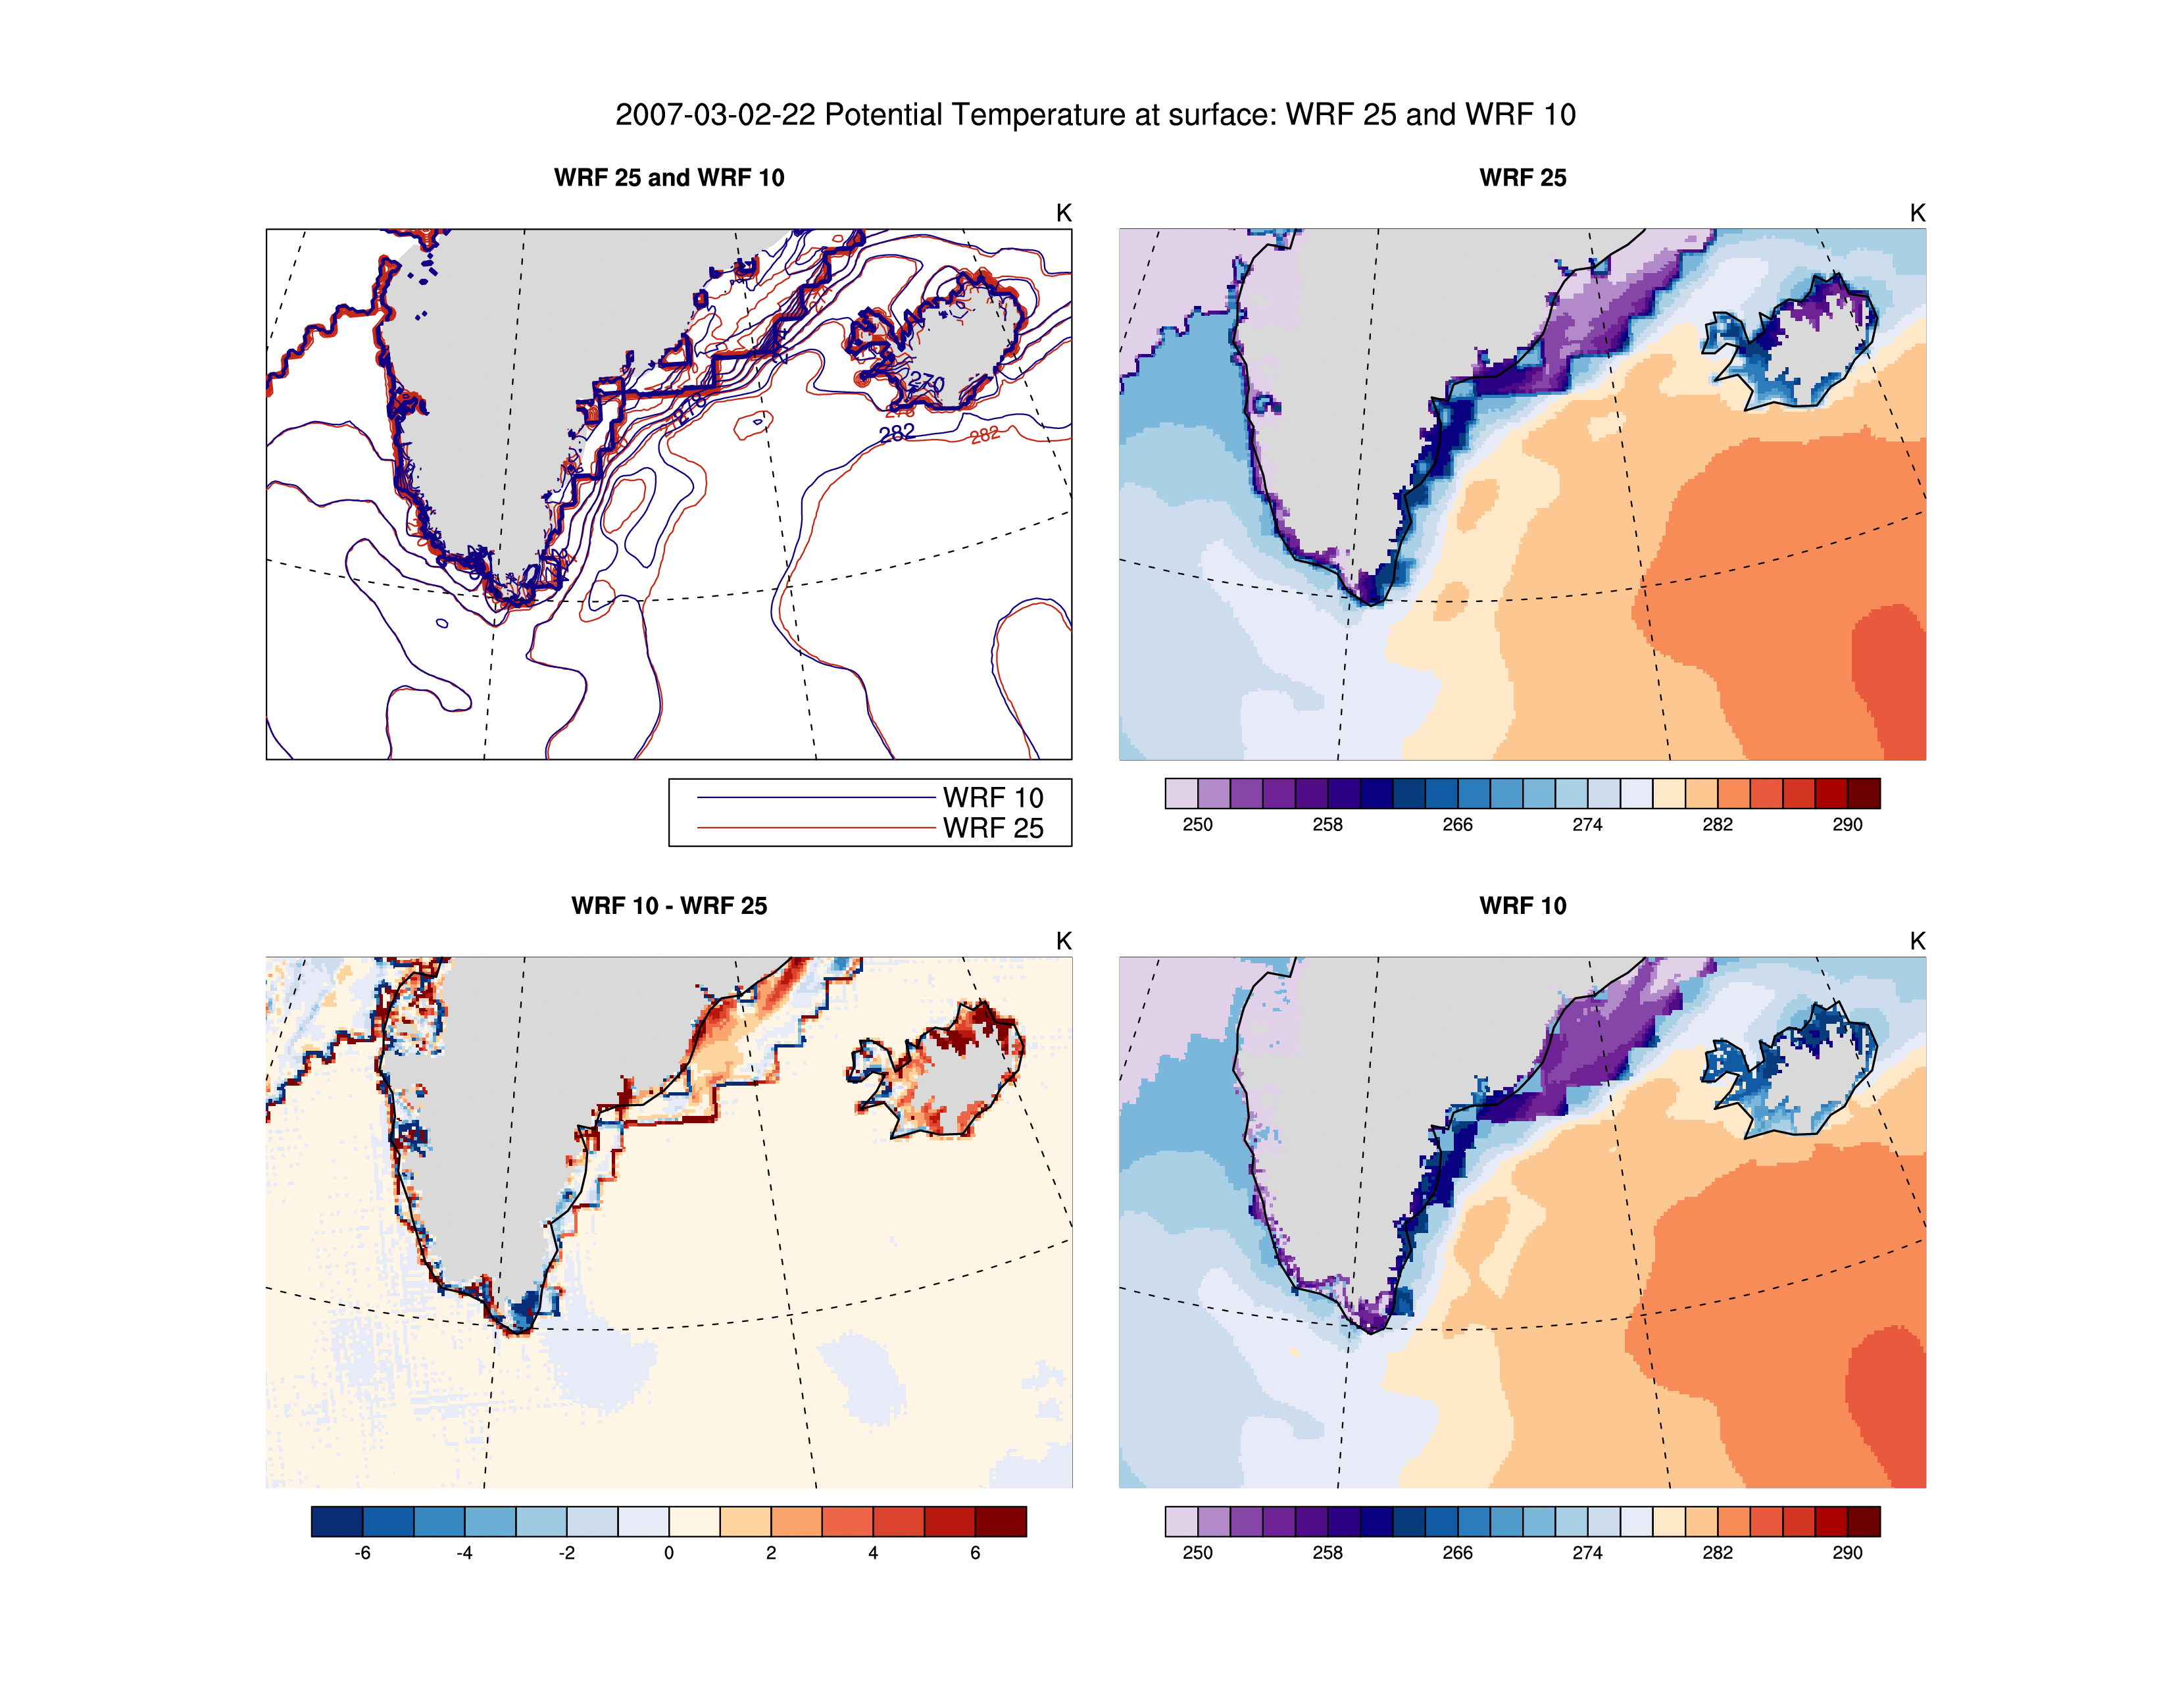 2007-03-02-22 Potential Temperature at surface: WRF 25 and WRF 10
WRF 25 and WRF 10
K
270
282
282
WRF 10
WRF 25
WRF 25
K
250 258 266 274 282 290
WRF 10 - WRF 25
K
-6 -4 -2 0 2 4 6
WRF 10
K
250 258 266 274 282 290